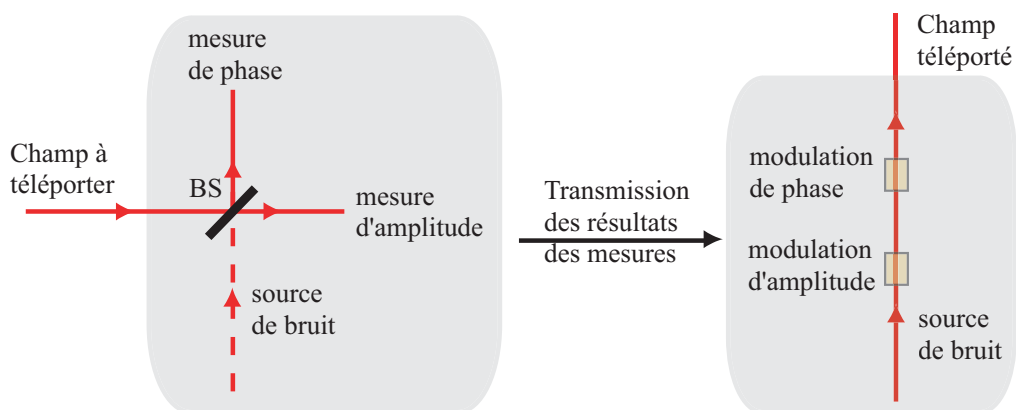 mesure
de phase
Champ à
téléporter
BS
mesure
d'amplitude
source
de bruit
Transmission
des résultats
des mesures
Champ
téléporté
modulation
de phase
modulation
d'amplitude
source
de bruit